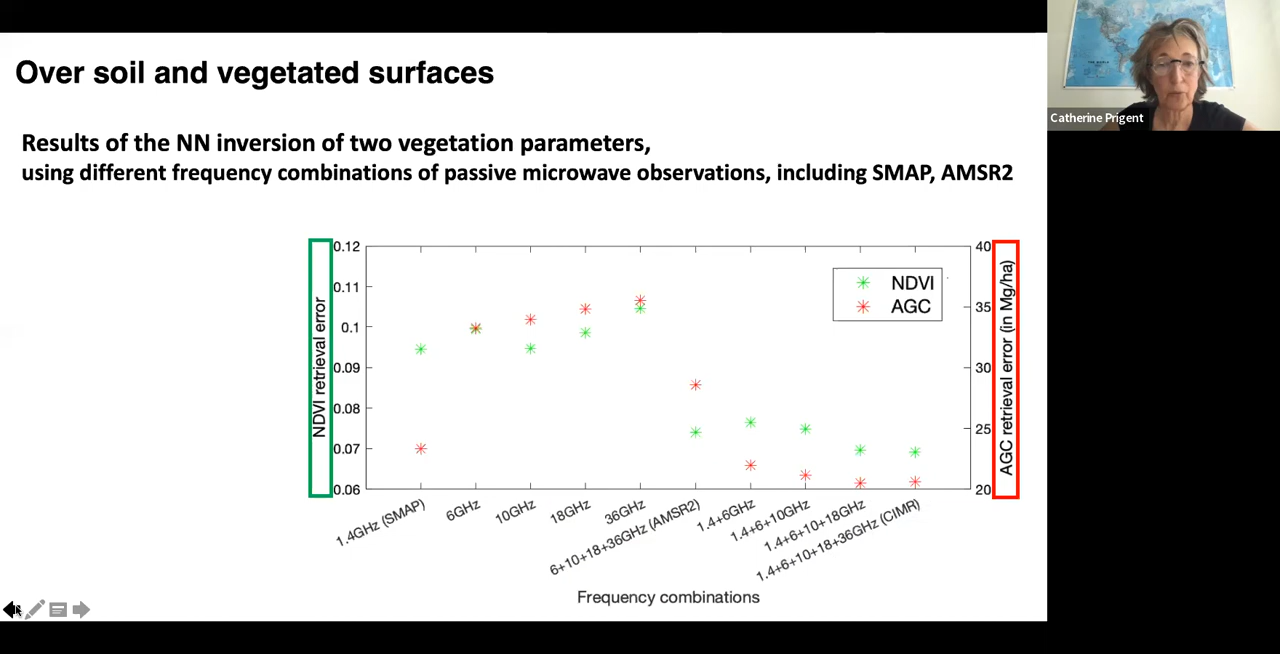 Over soil and vegetated surfaces
Results of the NN inversion of two vegetation parameters,
using different frequency combinations of passive microwave observations, including SMAP, AMSR2
Catherine Prigent
NDVI retrieval error
0.12
0.11
0.1
0.09
0.08
0.07
0.06
NDVI
AGC
40
35
30
25
20
AGC retrieval error (in Mg/ha)
1.4GHz (SMAP)
6GHz
10GHz
18GHz
36GHz
6+10+18+36GHz (AMSR2)
1.4+6GHz
1.4+6+10GHz
1.4+6+10+18GHz
1.4+6+10+18+36GHz (CIMR)
Frequency combinations